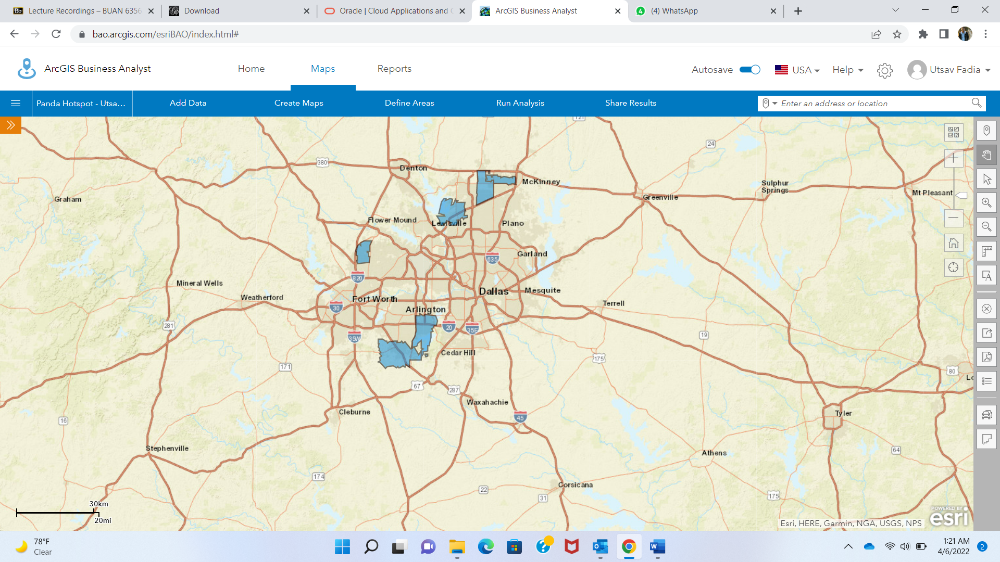 Lecture Recordings – BUAN 6356
Download
Oracle | Cloud Applications and C
ArcGIS Business Analyst
(4) WhatsApp
bao.arcgis.com/esriBAO/index.html#
ArcGIS Business Analyst
Home
Maps
Reports
Autosave
USA
Help
Utsav Fadia
Panda Hotspot - Utsa...
Add Data
Create Maps
Define Areas
Run Analysis
Share Results
Enter an address or location
121
24
380
Denton
McKinney
Sulphur
Springs
Mt Pleasant
Graham
Greenville
Flower Mound
Lewisville
Plano
Garland
635
820
Mineral Wells
Dallas
Mesquite
Weatherford
Fort Worth
Terrell
30
Arlington
281
20
35E
35W
19
Cedar Hill
175
171
80
67
287
Waxahachie
Cleburne
45
Tyler
16
Stephenville
64
Athens
174
22
Corsicana
31
175
30km
20mi
POWERED BY
esri
Esri, HERE, Garmin, NGA, USGS, NPS
78°F
Clear
1:21 AM
4/6/2022
2